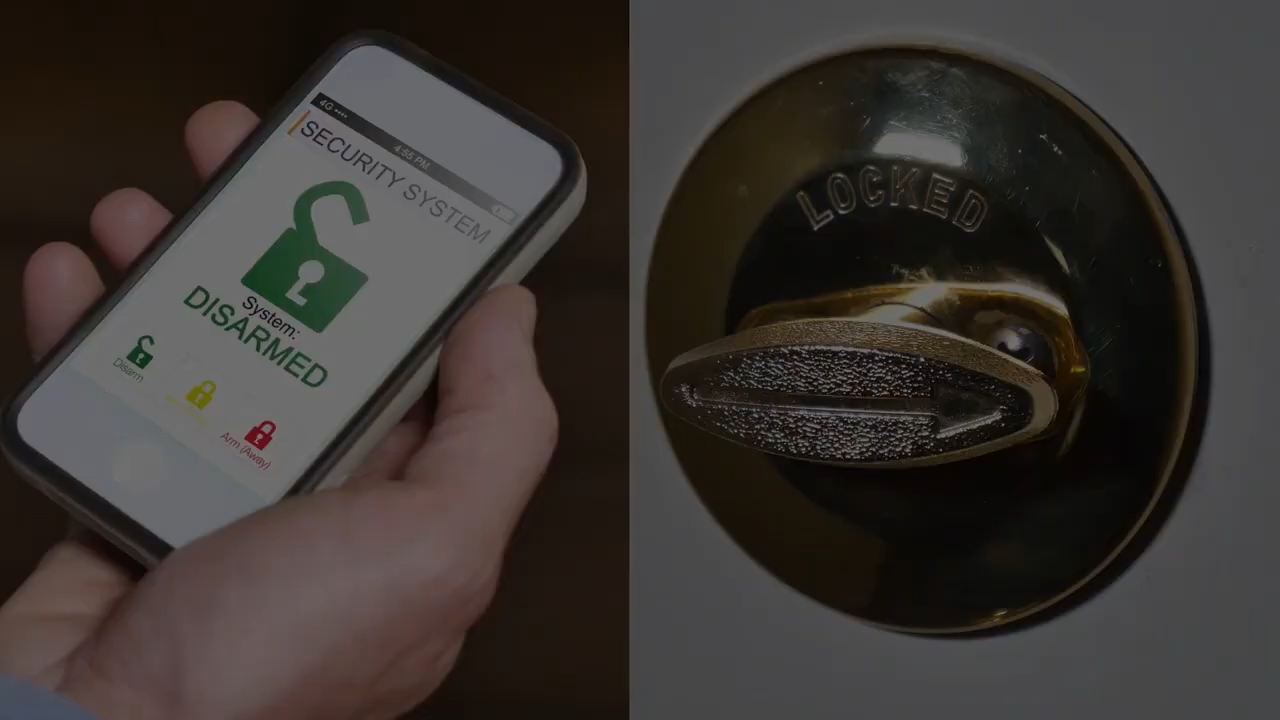 4G
4:55 PM
SECURITY SYSTEM
System:
DISARMED
Disarm
Arm (Away)
LOCKED